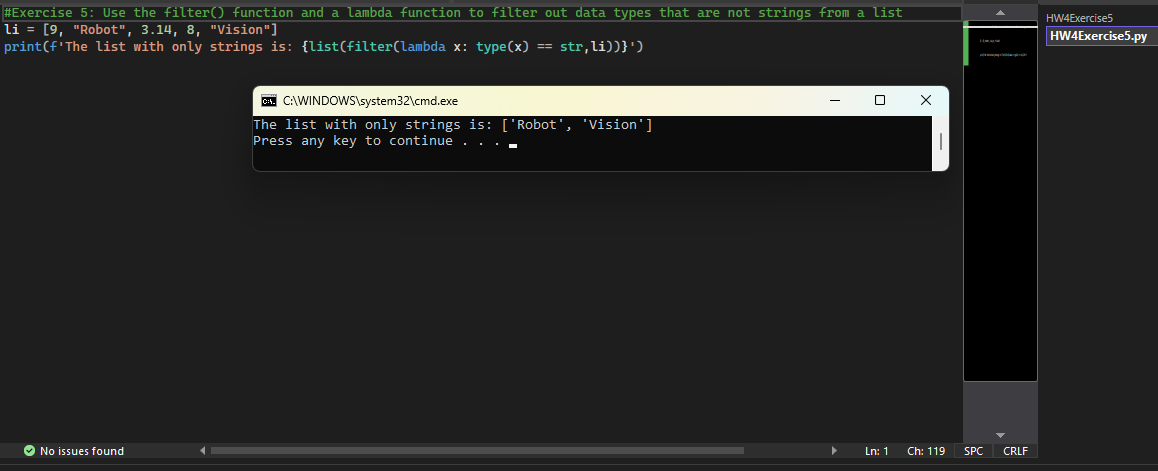 #Exercise 5: Use the filter() function and a lambda function to filter out data types that are not strings from a list
li = [9, "Robot", 3.14, 8, "Vision"]
print(f'The list with only strings is: {list(filter(lambda x: type(x) == str,li))}')
HW4Exercise5
HW4Exercise5.py
C:\WINDOWS\system32\cmd.exe
The list with only strings is: ['Robot', 'Vision']
Press any key to continue . . .
No issues found
Ln: 1 Ch: 119 SPC CRLF